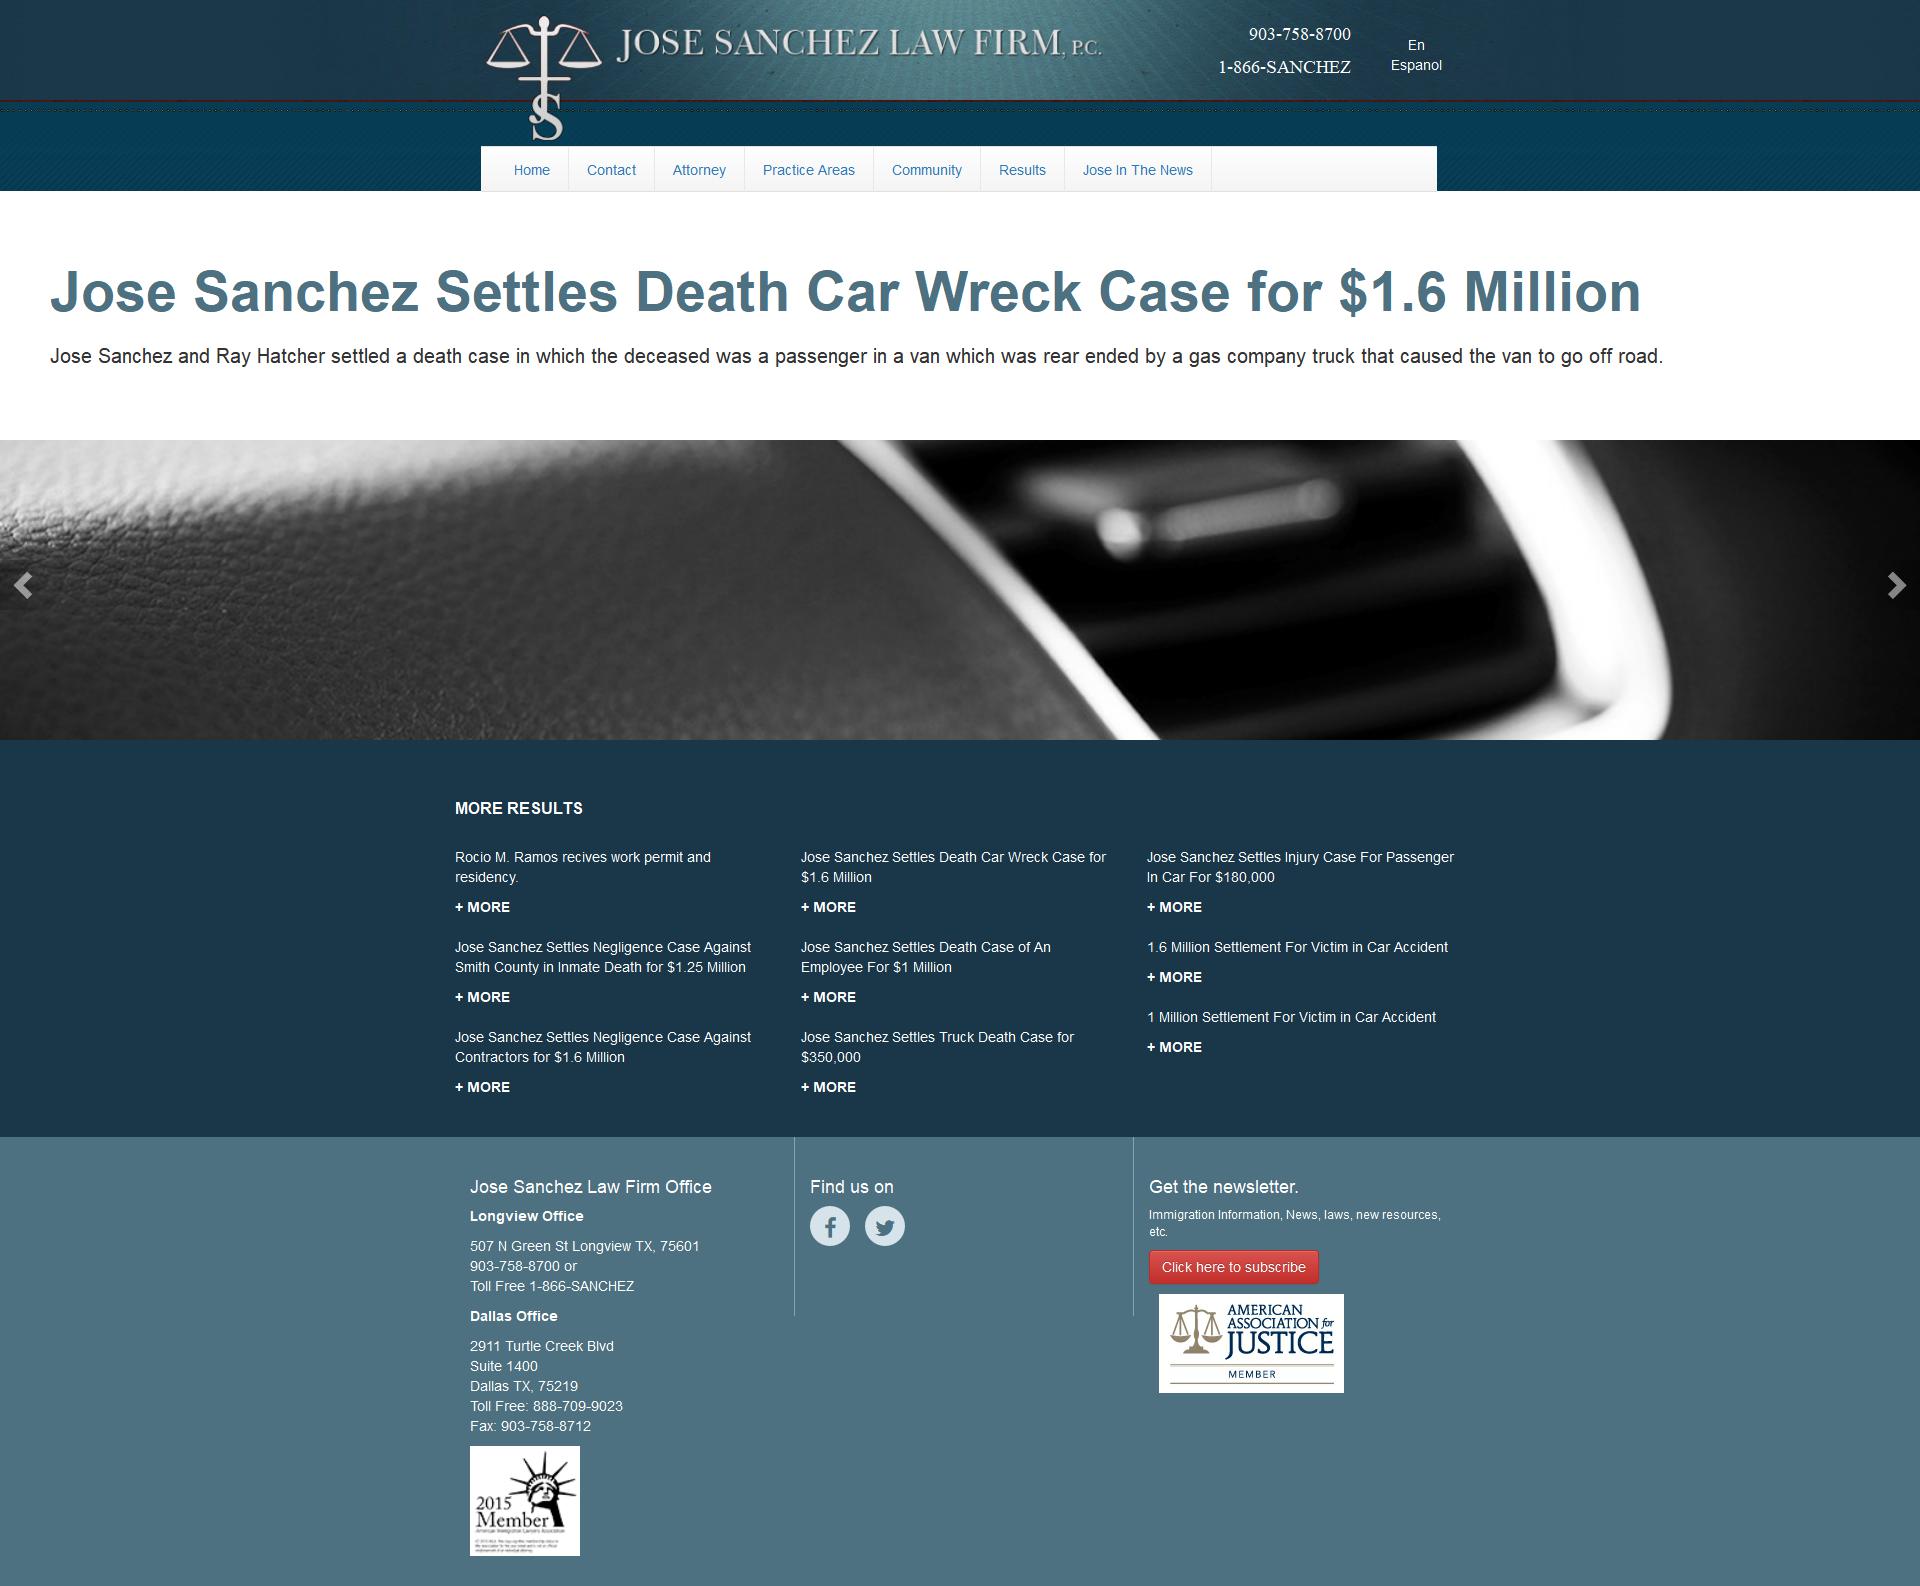 JOSE SANCHEZ LAW FIRM, P.C.
903-758-8700
1-866-SANCHEZ
En
Espanol
JS
Home
Contact
Attorney
Practice Areas
Community
Results
Jose In The News
Jose Sanchez Settles Death Car Wreck Case for $1.6 Million
Jose Sanchez and Ray Hatcher settled a death case in which the deceased was a passenger in a van which was rear ended by a gas company truck that caused the van to go off road.
MORE RESULTS
Rocio M. Ramos recives work permit and
residency.
+ MORE
Jose Sanchez Settles Negligence Case Against
Smith County in Inmate Death for $1.25 Million
+ MORE
Jose Sanchez Settles Negligence Case Against
Contractors for $1.6 Million
+ MORE
Jose Sanchez Settles Death Car Wreck Case for
$1.6 Million
+ MORE
Jose Sanchez Settles Death Case of An
Employee For $1 Million
+ MORE
Jose Sanchez Settles Truck Death Case for
$350,000
+ MORE
Jose Sanchez Settles Injury Case For Passenger
In Car For $180,000
+ MORE
1.6 Million Settlement For Victim in Car Accident
+ MORE
1 Million Settlement For Victim in Car Accident
+ MORE
Jose Sanchez Law Firm Office
Longview Office
507 N Green St Longview TX, 75601
903-758-8700 or
Toll Free 1-866-SANCHEZ
Dallas Office
2911 Turtle Creek Blvd
Suite 1400
Dallas TX, 75219
Toll Free: 888-709-9023
Fax: 903-758-8712
2015
Member
American Immigration Lawyers Association
Find us on
Get the newsletter.
Immigration Information, News, laws, new resources,
etc.
Click here to subscribe
AMERICAN
ASSOCIATION for
JUSTICE
MEMBER